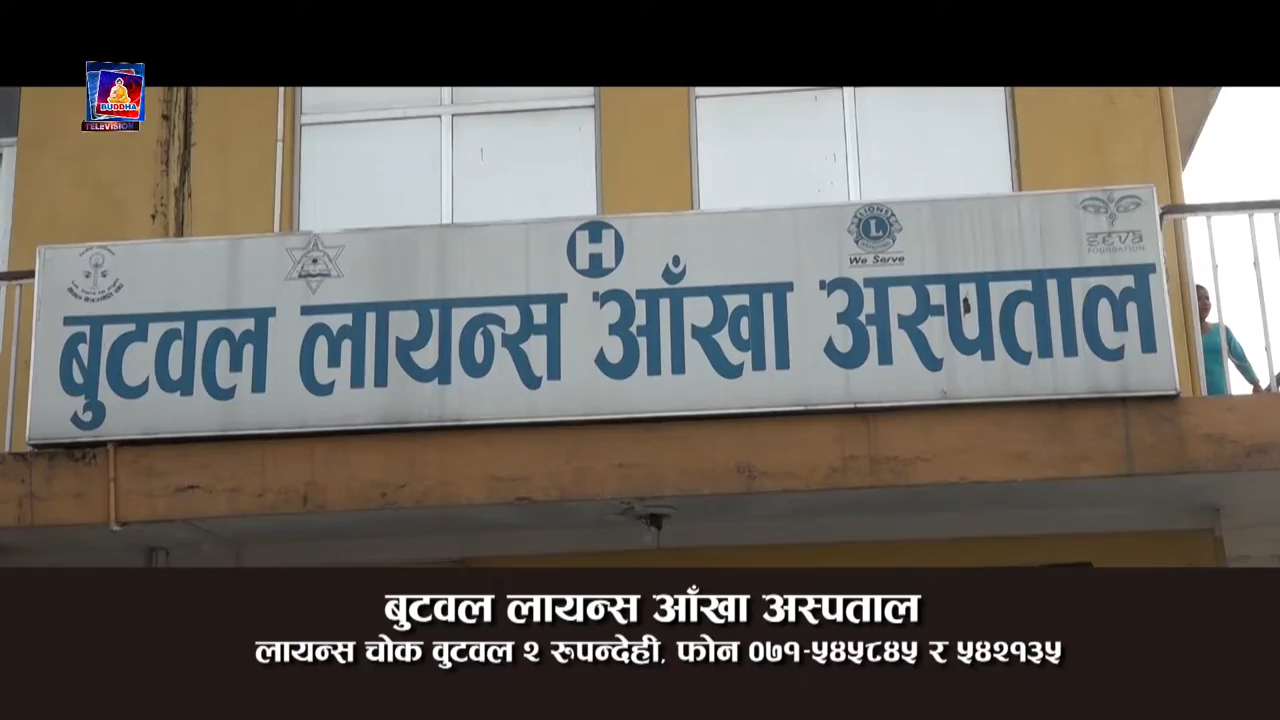 BUDDHA
TELEVISION
H
LIONS
L
We Serve
SEVA
FOUNDATION
बुटवल लायन्स आँखा अस्पताल
बुटवल लायन्स आँखा अस्पताल
लायन्स चोक वुटवल २ रुपन्देही, फोन ०७१-५४५८४५ र ५४२१३५